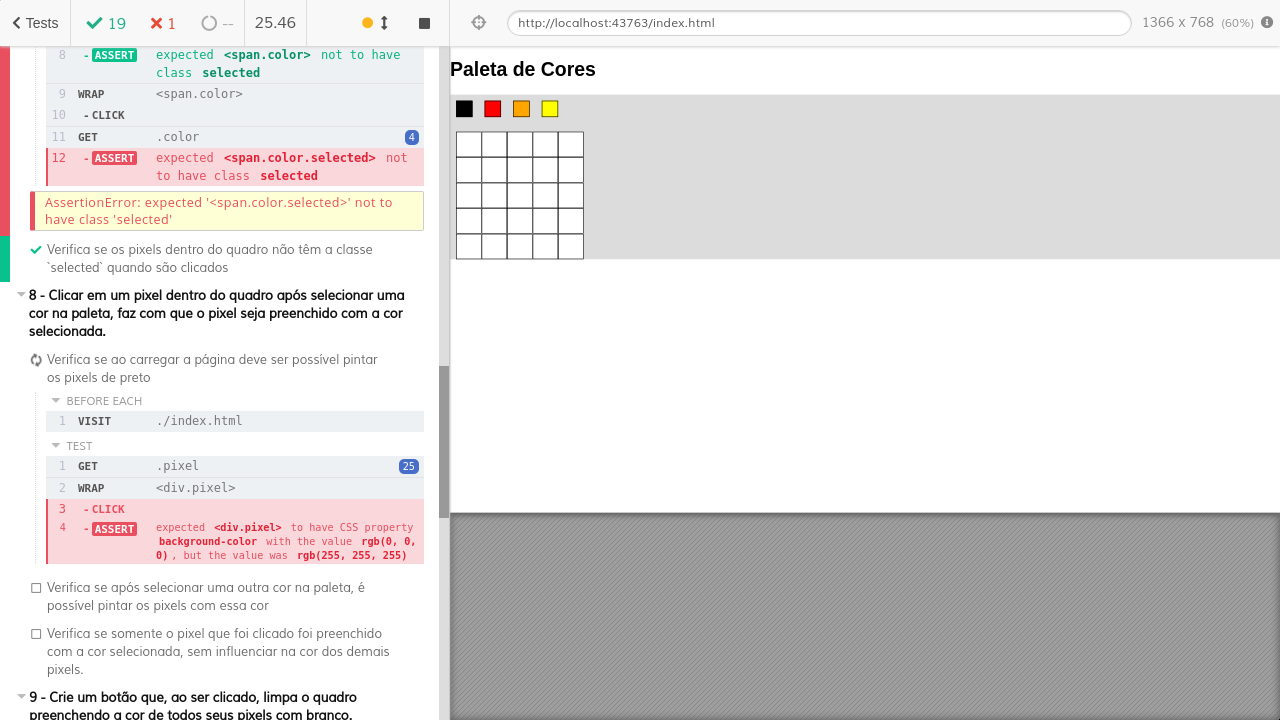 Tests
19
1
--
25.46
http://localhost:43763/index.html
1366 x 768 (60%)
8 -ASSERT expected <span.color> not to have
class selected
9 WRAP <span.color>
10 -CLICK
11 GET .color 4
12 -ASSERT expected <span.color.selected> not
to have class selected
AssertionError: expected '<span.color.selected>' not to
have class 'selected'
Verifica se os pixels dentro do quadro não têm a classe
`selected` quando são clicados
8 - Clicar em um pixel dentro do quadro após selecionar uma
cor na paleta, faz com que o pixel seja preenchido com a cor
selecionada.
Verifica se ao carregar a página deve ser possível pintar
os pixels de preto
BEFORE EACH
1 VISIT ./index.html
TEST
1 GET .pixel 25
2 WRAP <div.pixel>
3 -CLICK
4 -ASSERT expected <div.pixel> to have CSS property
background-color with the value rgb(0, 0,
0), but the value was rgb(255, 255, 255)
Verifica se após selecionar uma outra cor na paleta, é
possível pintar os pixels com essa cor
Verifica se somente o pixel que foi clicado foi preenchido
com a cor selecionada, sem influenciar na cor dos demais
pixels.
9 - Crie um botão que, ao ser clicado, limpa o quadro
preenchendo a cor de todos seus pixels com branco.
Paleta de Cores